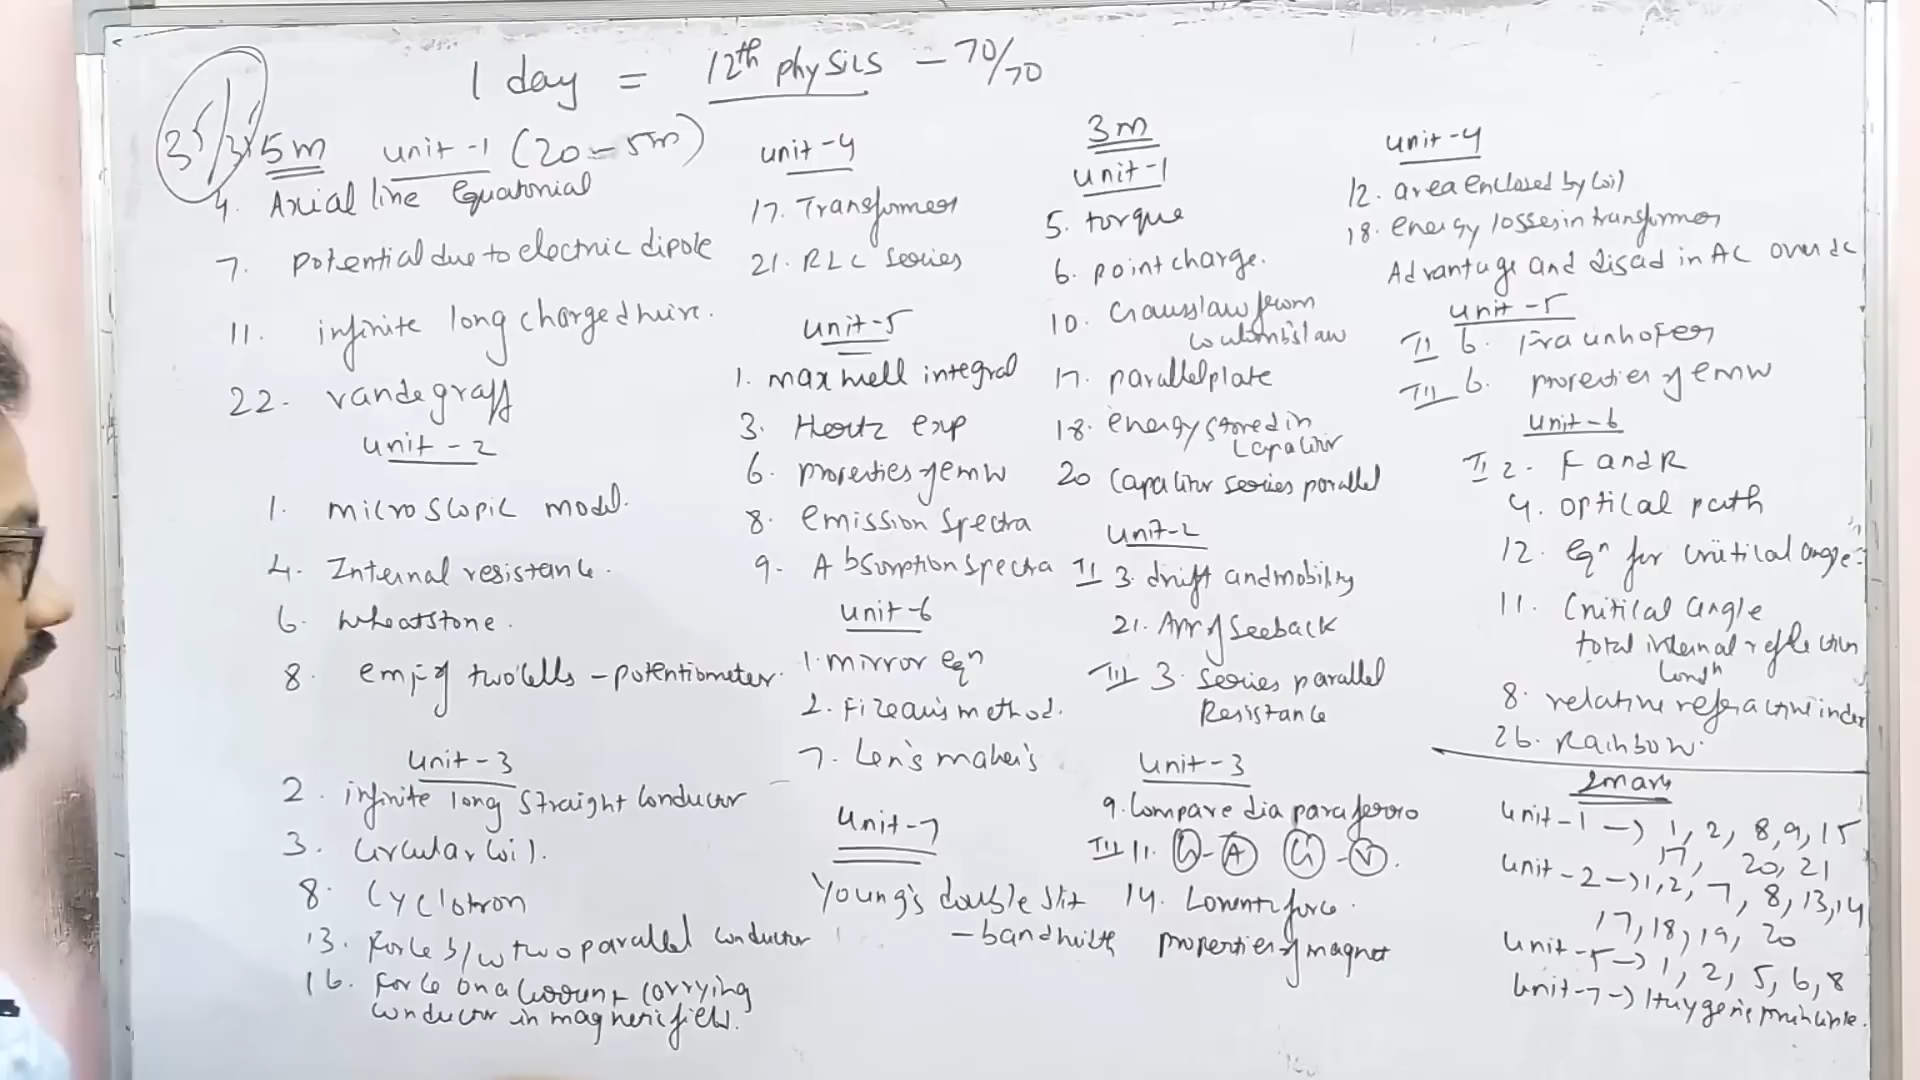 1 day = 12th physics - 70/70
35/35
5m unit-1 (20-5m)
4. Axial line Equatorial
7. potential due to electric dipole
11. infinite long charged wire.
22. vandegraff
unit-2
1. microscopic model.
4. Internal resistance.
6. Wheatstone.
8. emf of two cells - potentiometer.
unit-3
2. infinite long straight conductor
3. Circular coil.
8. Cyclotron
13. force b/w two parallel conductor
16. force on a current carrying
conductor in magnetic field.
unit-4
17. Transformer
21. RLC Series
unit-5
1. maxwell integral
3. Hertz exp
6. properties of emw
8. emission spectra
9. Absorption spectra
unit-6
1. mirror eqn
2. Fizeau's method.
7. Len's maker's
unit-7
Young's double slit
- bandwidth
3m
unit-1
5. torque
6. point charge.
10. Gauss law from
coulombs law
17. parallel plate
18. energy stored in
capacitor
20 Capacitor series parallel
unit-2
II 3. drift and mobility
21. App of Seeback
III 3. Series parallel
Resistance
unit-3
9. Compare dia para ferro
III 11. G-A G-V.
14. Lorentz force.
properties of magnet
unit-4
12. area enclosed by coil
18. energy losses in transformer
Advantage and disad in AC over dc
unit-5
II 6. Fraunhofer
III 6. properties of emw
unit-6
II 2. F and R
4. optical path
12. eqn for critical angle
11. Critical angle
total internal reflection
8. relative refractive index
26. Rainbow.
2mark
unit-1 -> 1, 2, 8, 9, 15
17, 20, 21
unit-2 -> 1, 2, 7, 8, 13, 14
17, 18, 19, 20
unit-5 -> 1, 2, 5, 6, 8
unit-7 -> Huygens principle.